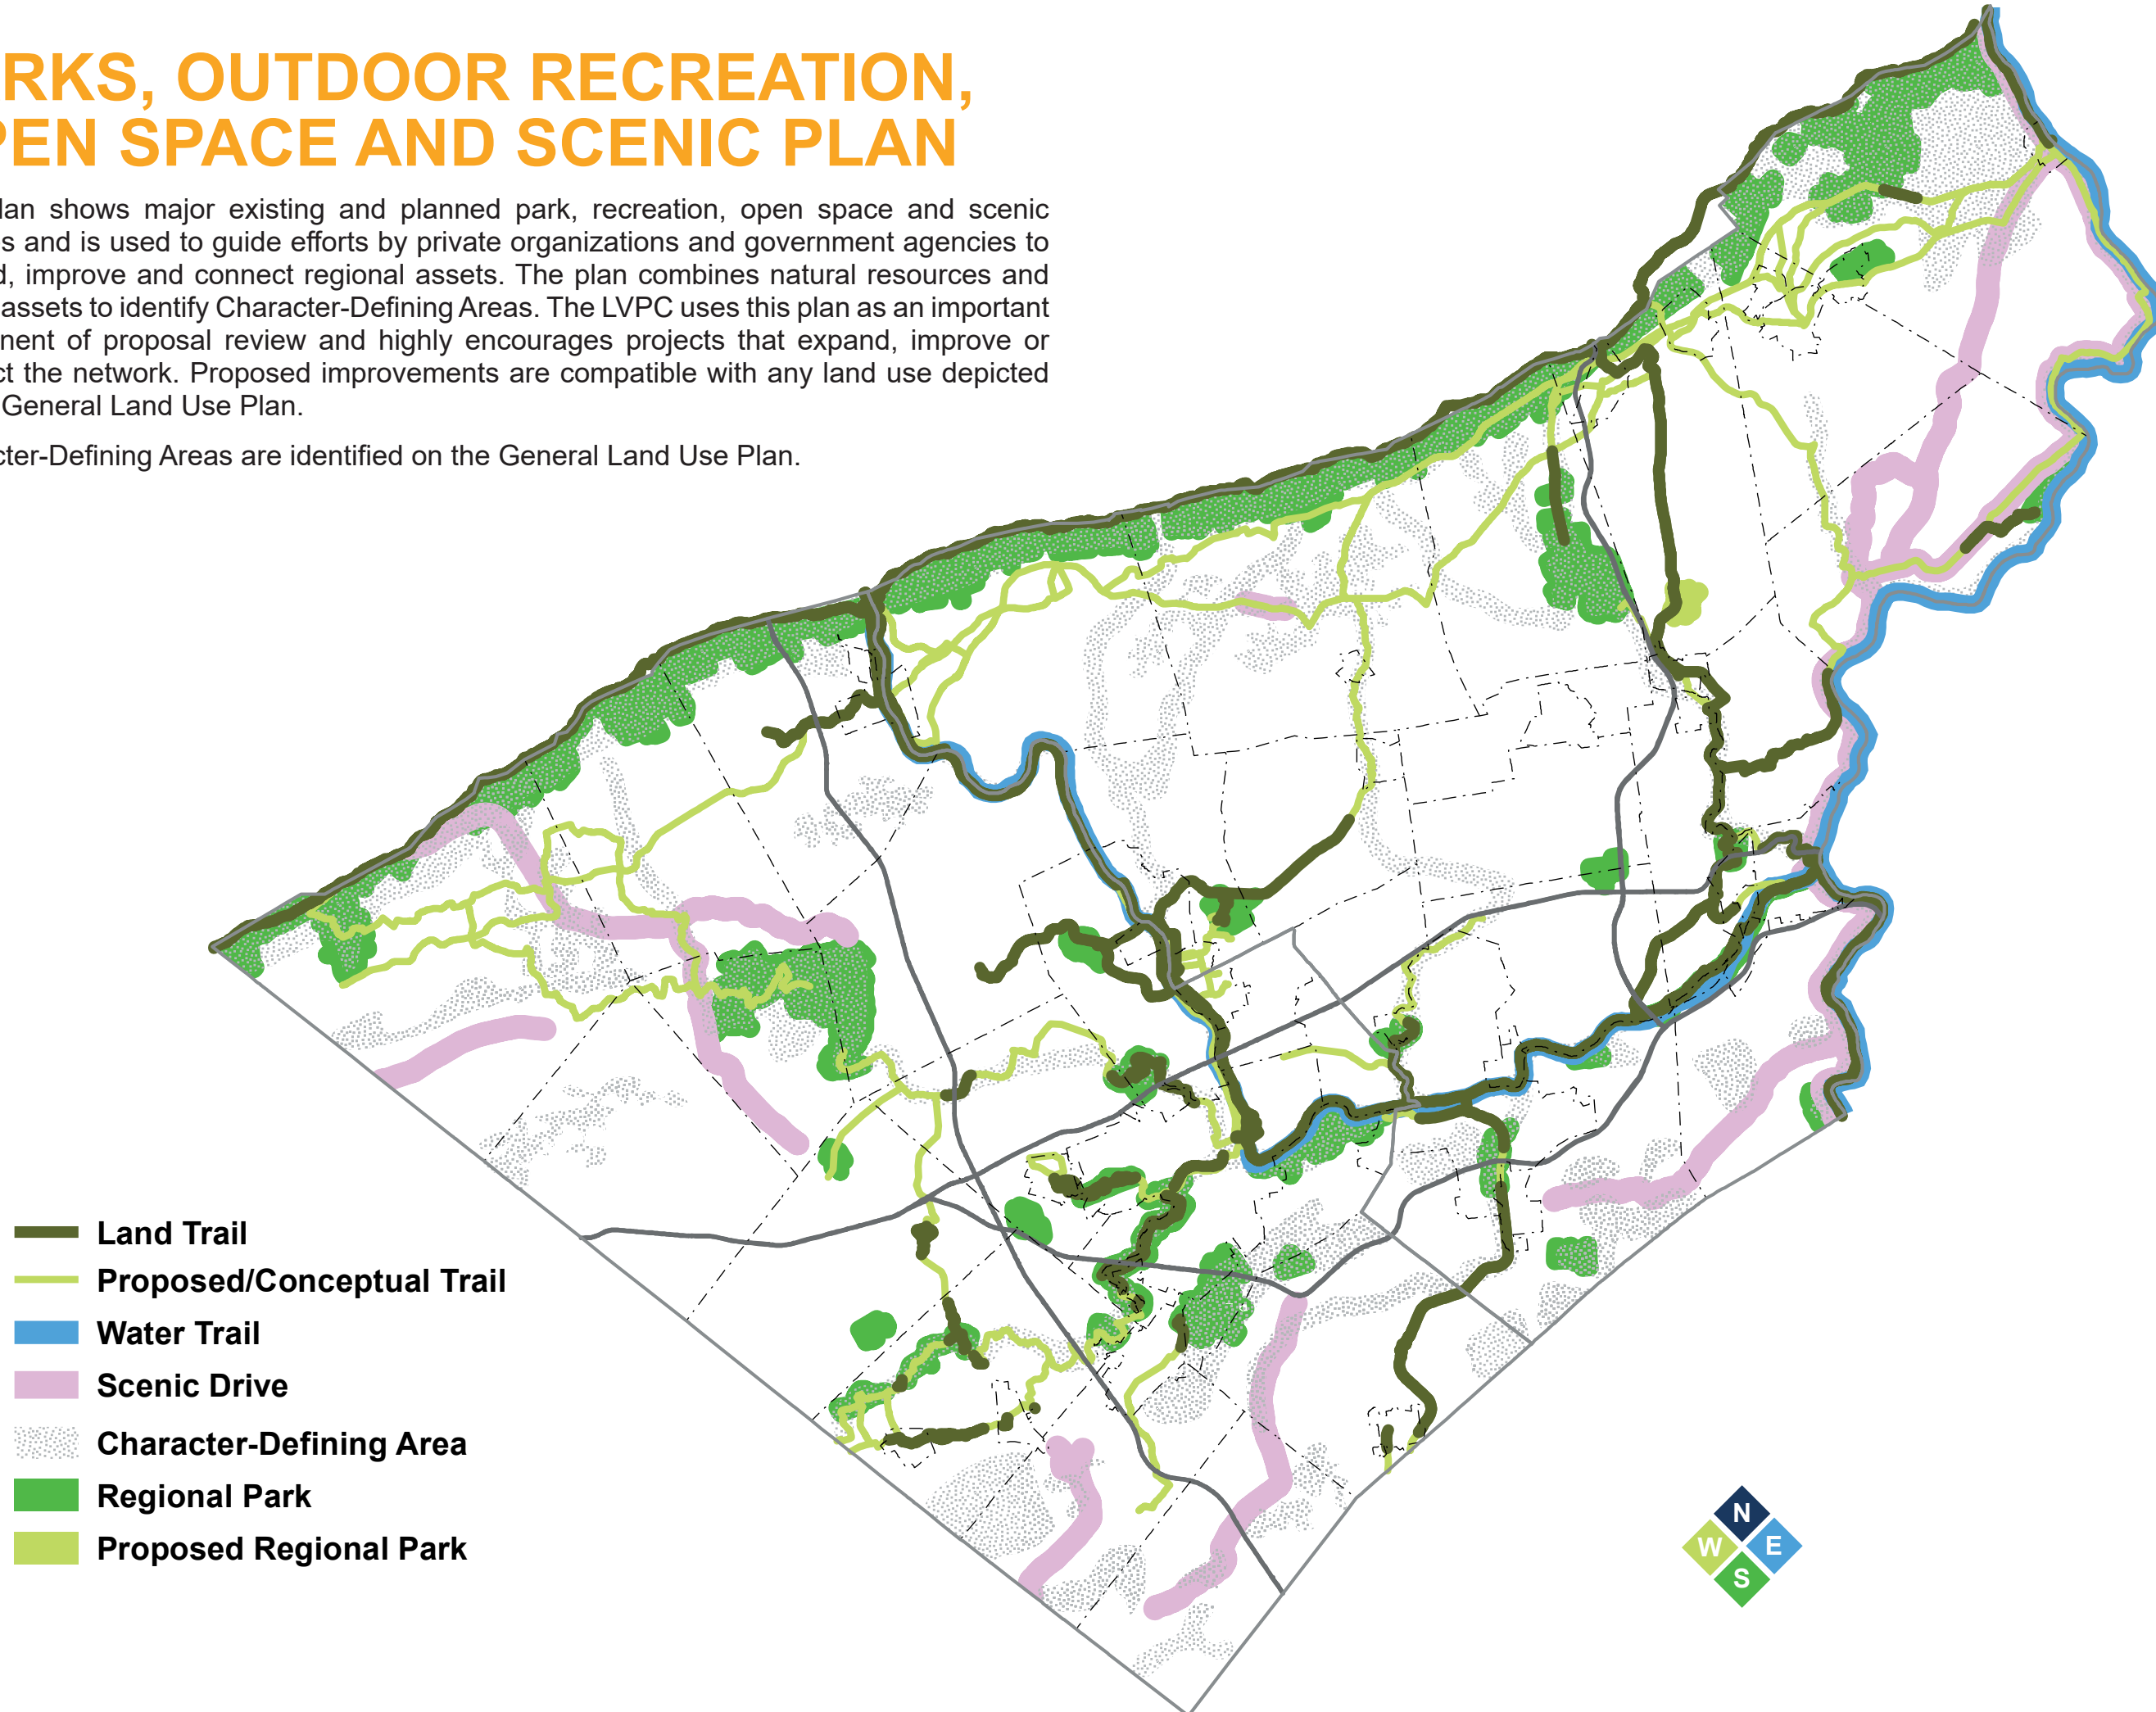 RKS, OUTDOOR RECREATION,
PEN SPACE AND SCENIC PLAN
lan shows major existing and planned park, recreation, open space and scenic
s and is used to guide efforts by private organizations and government agencies to
d, improve and connect regional assets. The plan combines natural resources and
assets to identify Character-Defining Areas. The LVPC uses this plan as an important
nent of proposal review and highly encourages projects that expand, improve or
ct the network. Proposed improvements are compatible with any land use depicted
General Land Use Plan.
cter-Defining Areas are identified on the General Land Use Plan.
Land Trail
Proposed/Conceptual Trail
Water Trail
Scenic Drive
Character-Defining Area
Regional Park
Proposed Regional Park
N
W E
S